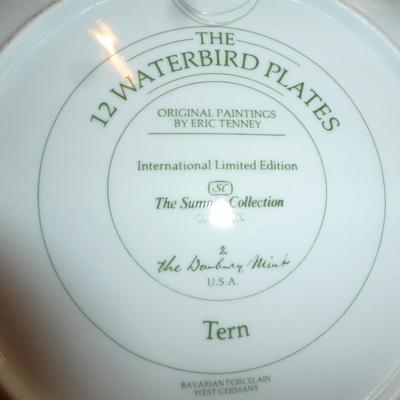 THE
12 WATERBIRD PLATES
ORIGINAL PAINTINGS
BY ERIC TENNEY
International Limited Edition
SC
The Collection
&
the Danbury Mint
U.S.A.
Tern
BAVARIAN PORCELAIN
WEST GERMANY